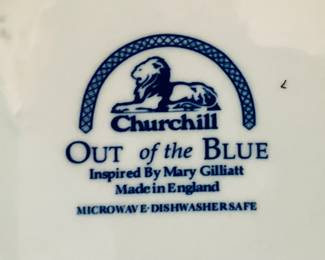 Churchill
OUT of the BLUE
Inspired By Mary Gilliatt
Made in England
MICROWAVE·DISHWASHER SAFE